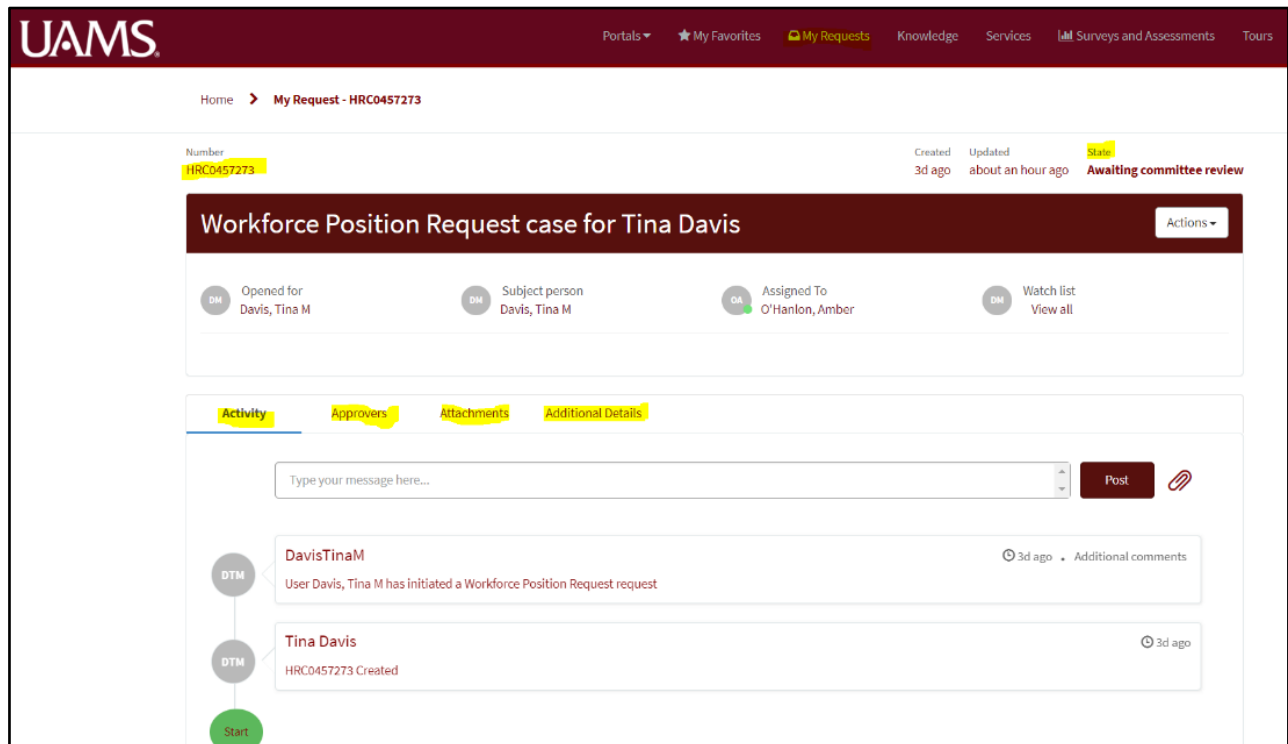 UAMS®
Portals My Favorites My Requests Knowledge Services Surveys and Assessments Tours
Home > My Request - HRC0457273
Number Created Updated State
HRC0457273 3d ago about an hour ago Awaiting committee review
Workforce Position Request case for Tina Davis Actions
DM Opened for DM Subject person OA Assigned To DM Watch list
Davis, Tina M Davis, Tina M O'Hanlon, Amber View all
Activity Approvers Attachments Additional Details
Type your message here... Post
DavisTinaM 3d ago . Additional comments
DTM
User Davis, Tina M has initiated a Workforce Position Request request
Tina Davis 3d ago
DTM
HRC0457273 Created
Start